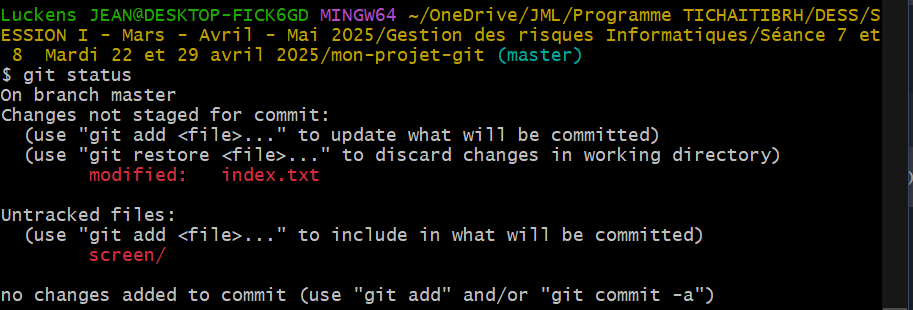 Luckens JEAN@DESKTOP-FICK6GD MINGW64 ~/OneDrive/JML/Programme TICHAITIBRH/DESS/S
ESSION I - Mars - Avril - Mai 2025/Gestion des risques Informatiques/Séance 7 et
 8  Mardi 22 et 29 avril 2025/mon-projet-git (master)
$ git status
On branch master
Changes not staged for commit:
  (use "git add <file>..." to update what will be committed)
  (use "git restore <file>..." to discard changes in working directory)
        modified:   index.txt

Untracked files:
  (use "git add <file>..." to include in what will be committed)
        screen/

no changes added to commit (use "git add" and/or "git commit -a")